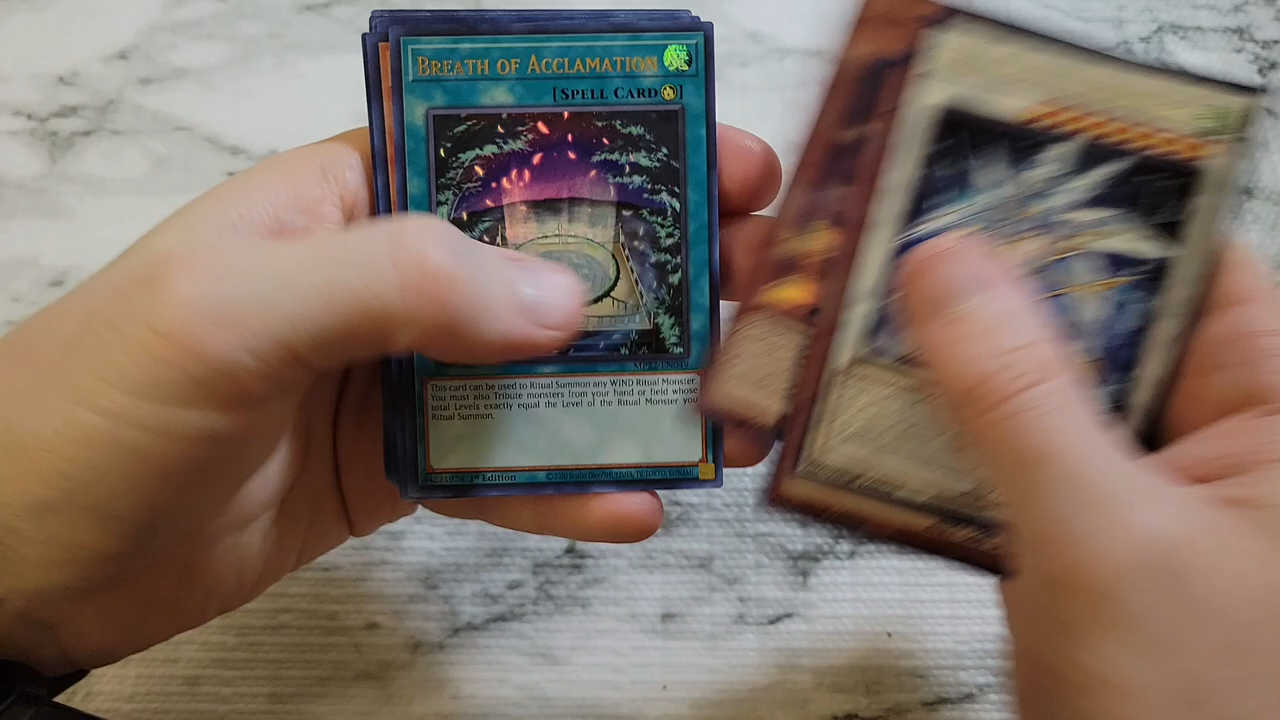 BREATH OF ACCLAMATION
SPELL
[SPELL CARD]
This card can be used to Ritual Summon any WIND Ritual Monster.
You must also Tribute monsters from your hand or field whose
total Levels exactly equal the Level of the Ritual Monster you
Ritual Summon.
1st Edition